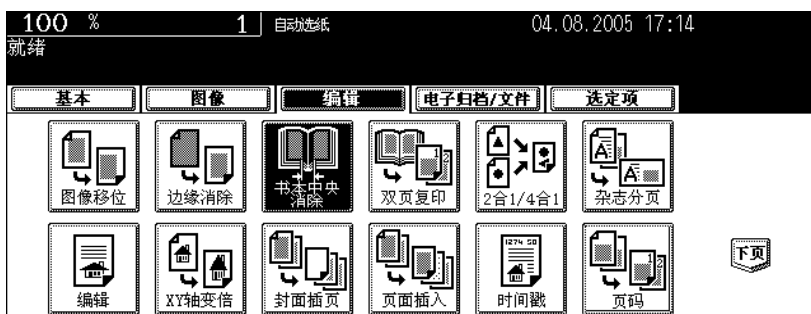 100 % 1 自动选纸 04.08.2005 17:14
就绪
基本 图像 编辑 电子归档/文件 选定项
图像移位 边缘消除 书本中央消除 双页复印 2合1/4合1 杂志分页
下页
编辑 XY轴变倍 封面插页 页面插入 时间戳 页码